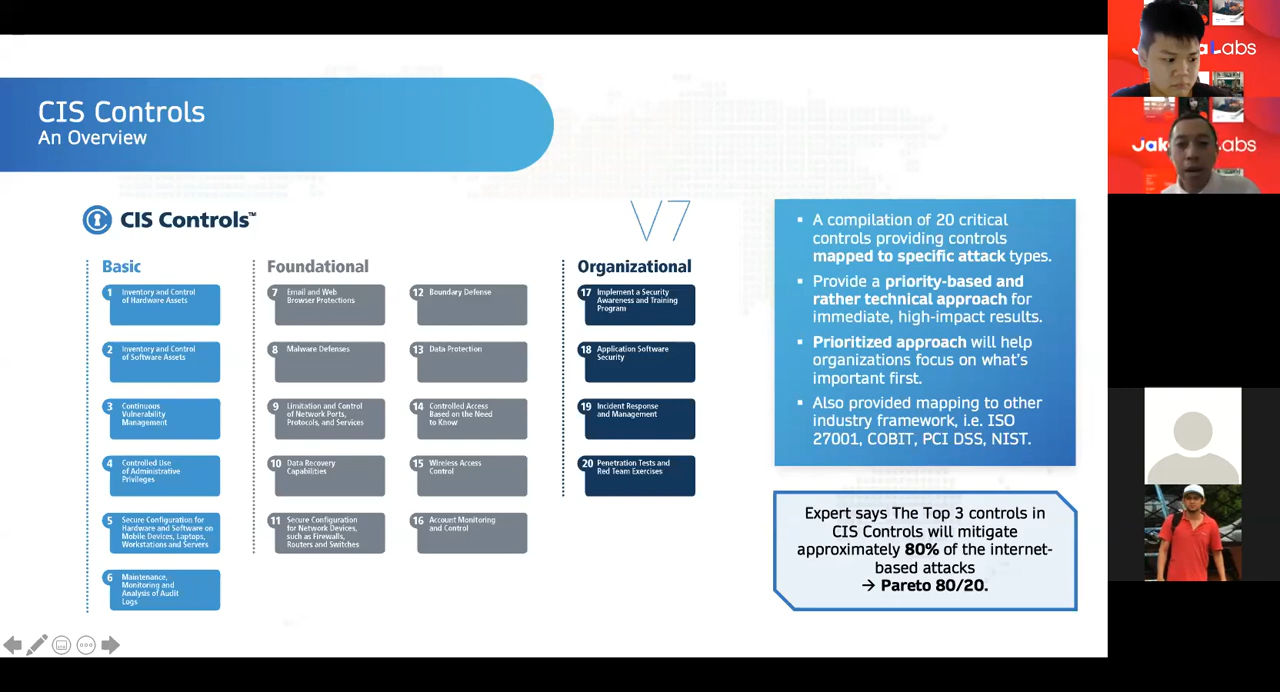 CIS Controls
An Overview
CIS Controls™
V7
Basic
1 Inventory and Control
of Hardware Assets
2 Inventory and Control
of Software Assets
3 Continuous
Vulnerability
Management
4 Controlled Use
of Administrative
Privileges
5 Secure Configuration for
Hardware and Software on
Mobile Devices, Laptops,
Workstations and Servers
6 Maintenance,
Monitoring and
Analysis of Audit
Logs
Foundational
7 Email and Web
Browser Protections
8 Malware Defenses
9 Limitation and Control
of Network Ports,
Protocols, and Services
10 Data Recovery
Capabilities
11 Secure Configuration
for Network Devices,
such as Firewalls,
Routers and Switches
12 Boundary Defense
13 Data Protection
14 Controlled Access
Based on the Need
to Know
15 Wireless Access
Control
16 Account Monitoring
and Control
Organizational
17 Implement a Security
Awareness and Training
Program
18 Application Software
Security
19 Incident Response
and Management
20 Penetration Tests and
Red Team Exercises
▪ A compilation of 20 critical
controls providing controls
mapped to specific attack types.
▪ Provide a priority-based and
rather technical approach for
immediate, high-impact results.
▪ Prioritized approach will help
organizations focus on what's
important first.
▪ Also provided mapping to other
industry framework, i.e. ISO
27001, COBIT, PCI DSS, NIST.
Expert says The Top 3 controls in
CIS Controls will mitigate
approximately 80% of the internet-
based attacks
→ Pareto 80/20.
J Labs
Jak Labs